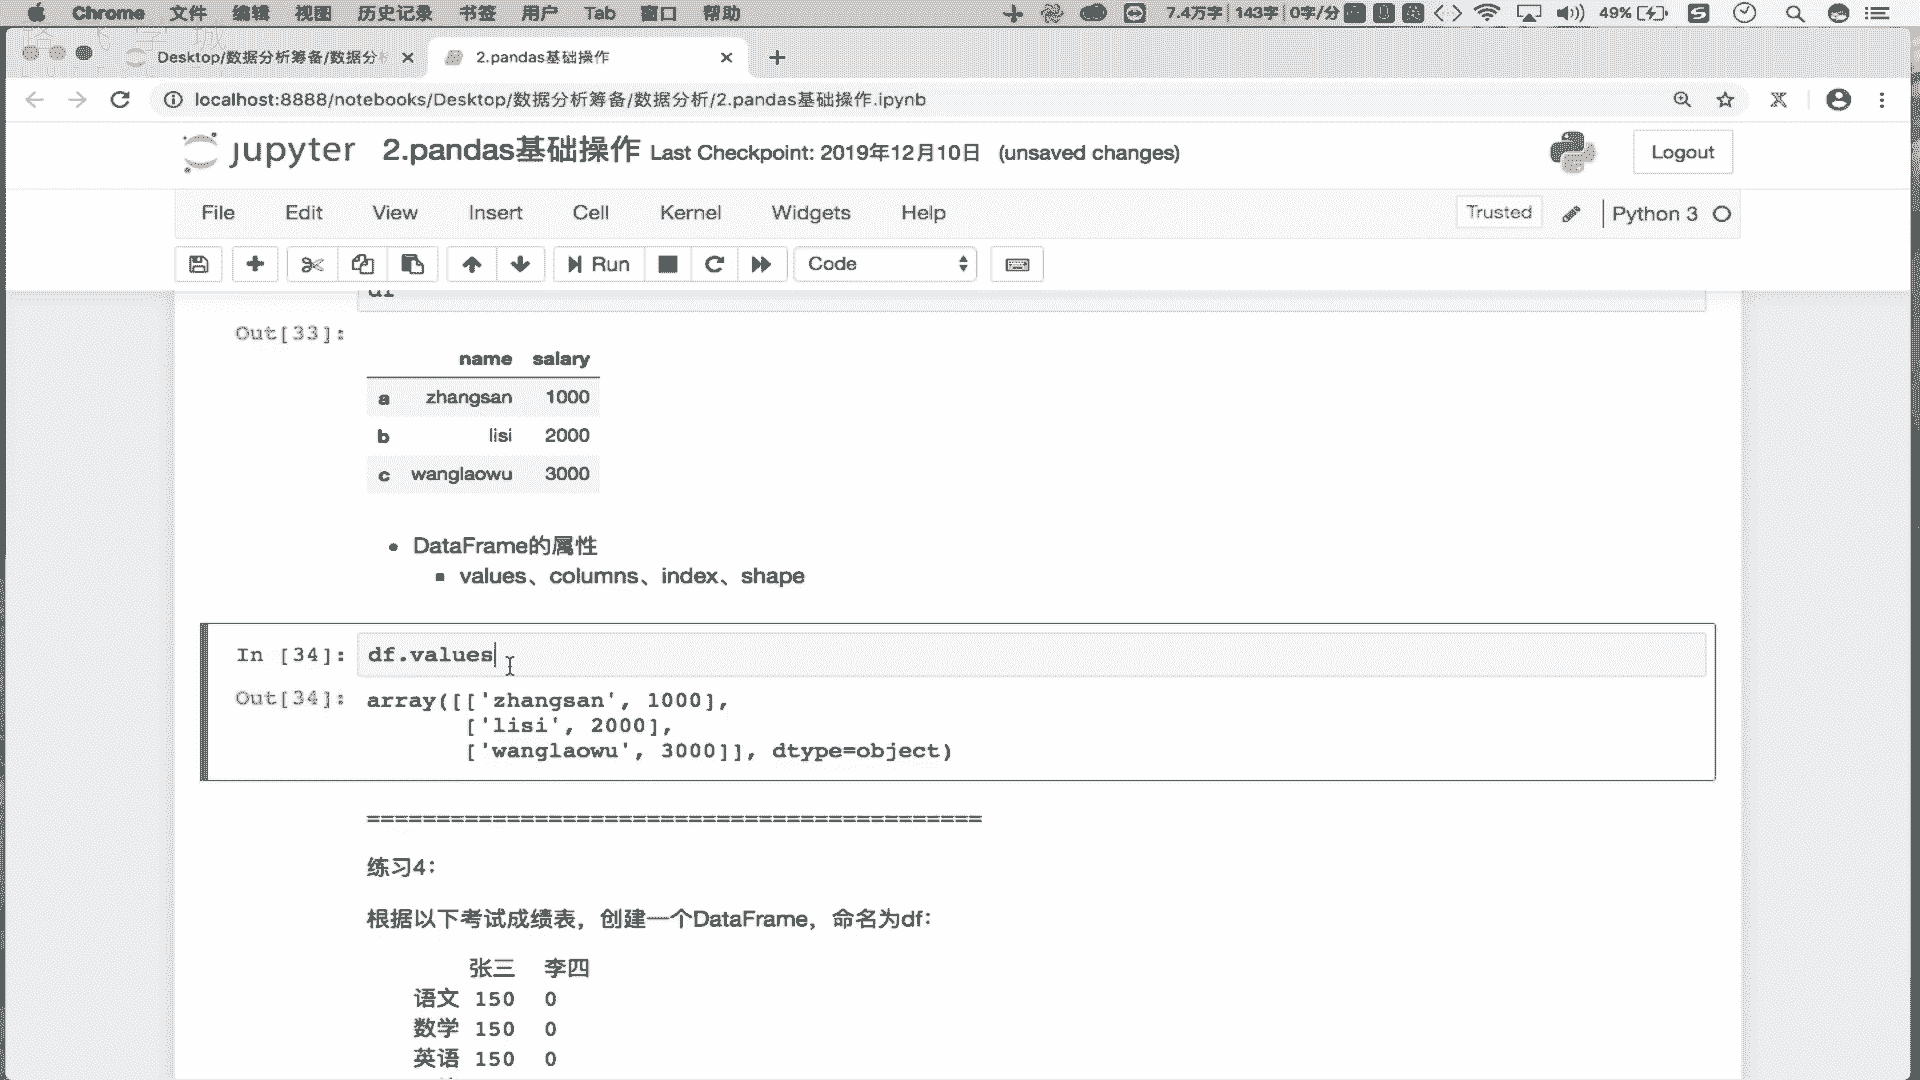 Chrome 文件 编辑 视图 历史记录 书签 用户 Tab 窗口 帮助 7.4万字 143字 0字/分 49%
Desktop/数据分析筹备/数据分析 2.pandas基础操作
localhost:8888/notebooks/Desktop/数据分析筹备/数据分析/2.pandas基础操作.ipynb
jupyter 2.pandas基础操作 Last Checkpoint: 2019年12月10日 (unsaved changes) Logout
File Edit View Insert Cell Kernel Widgets Help Trusted Python 3
Run Code
df
Out[33]:
name salary
a zhangsan 1000
b lisi 2000
c wanglaowu 3000
• DataFrame的属性
▪ values、columns、index、shape
In [34]: df.values
Out[34]: array([['zhangsan', 1000],
['lisi', 2000],
['wanglaowu', 3000]], dtype=object)
============================================
练习4：
根据以下考试成绩表，创建一个DataFrame，命名为df：
张三 李四
语文 150 0
数学 150 0
英语 150 0